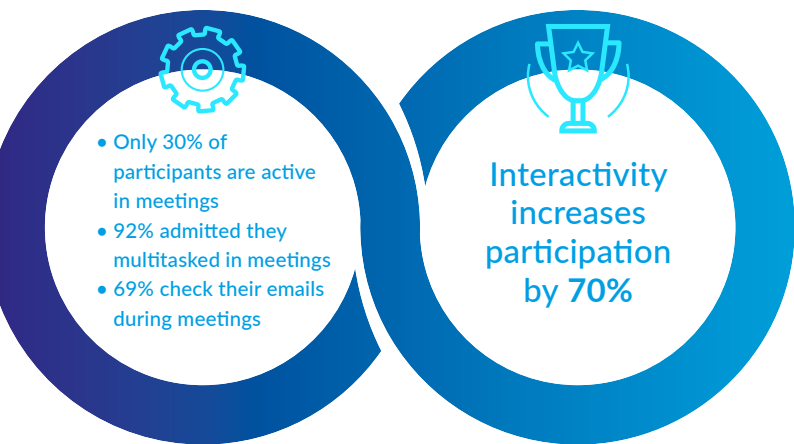 • Only 30% of
participants are active
in meetings
• 92% admitted they
multitasked in meetings
• 69% check their emails
during meetings
Interactivity
increases
participation
by 70%